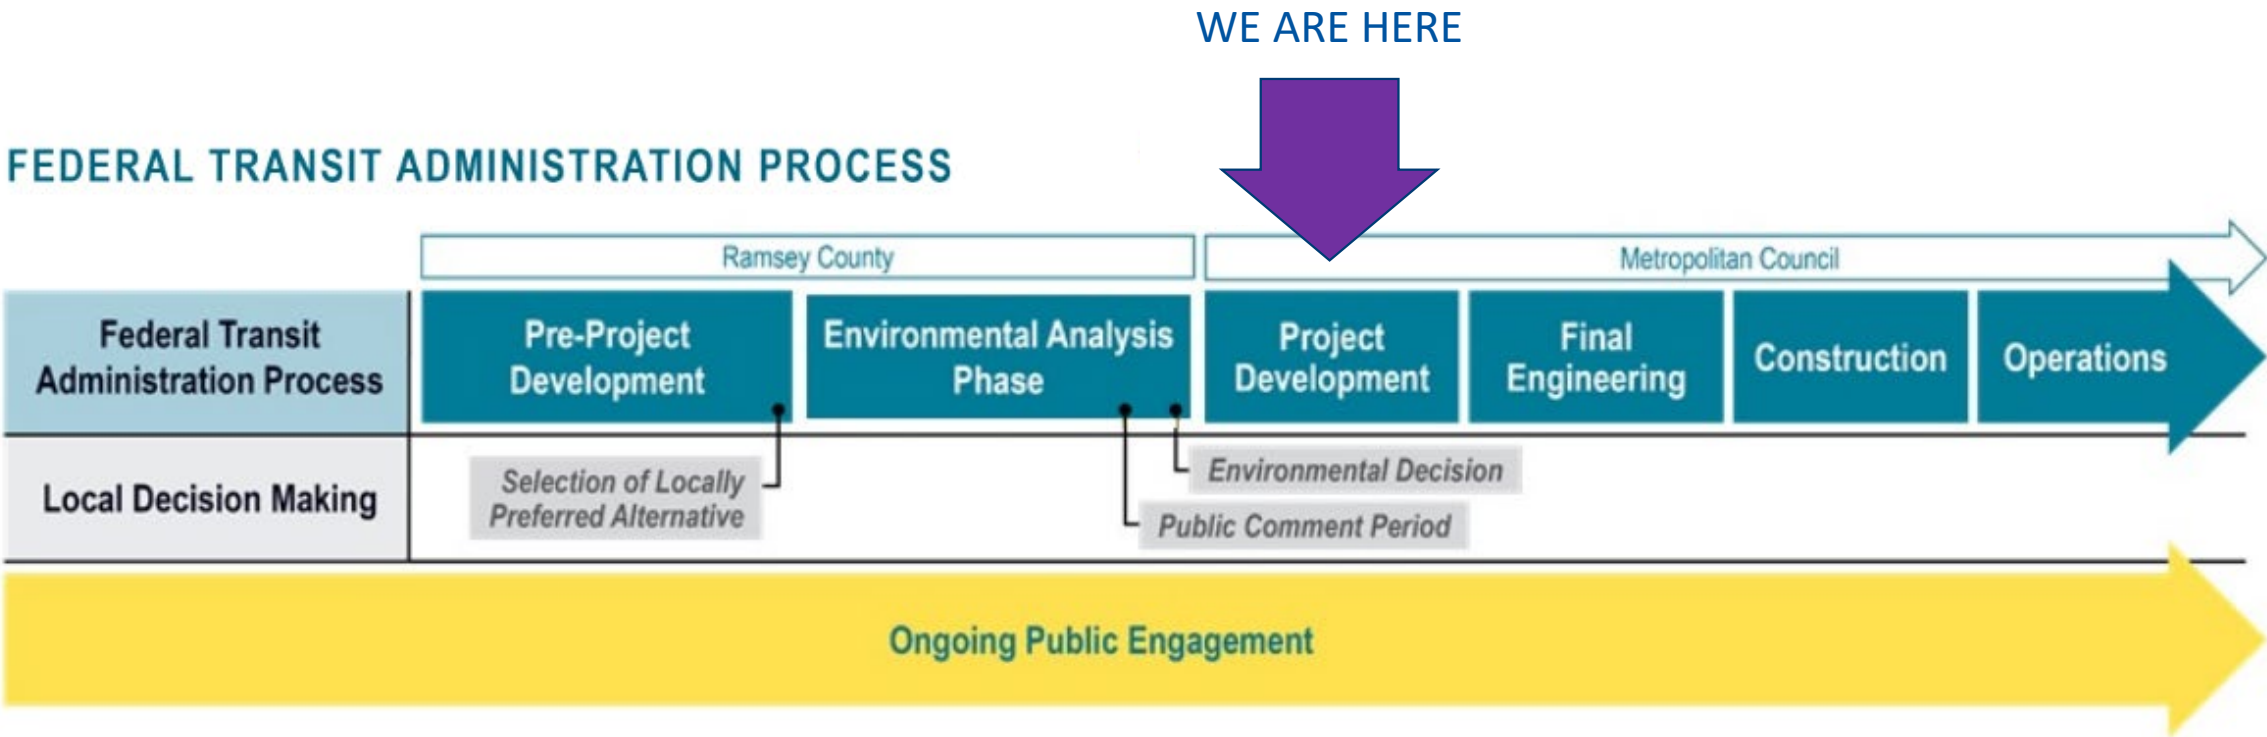 WE ARE HERE
FEDERAL TRANSIT ADMINISTRATION PROCESS
Ramsey County
Metropolitan Council
Federal Transit
Administration Process
Pre-Project
Development
Environmental Analysis
Phase
Project
Development
Final
Engineering
Construction
Operations
Local Decision Making
Selection of Locally
Preferred Alternative
Environmental Decision
Public Comment Period
Ongoing Public Engagement